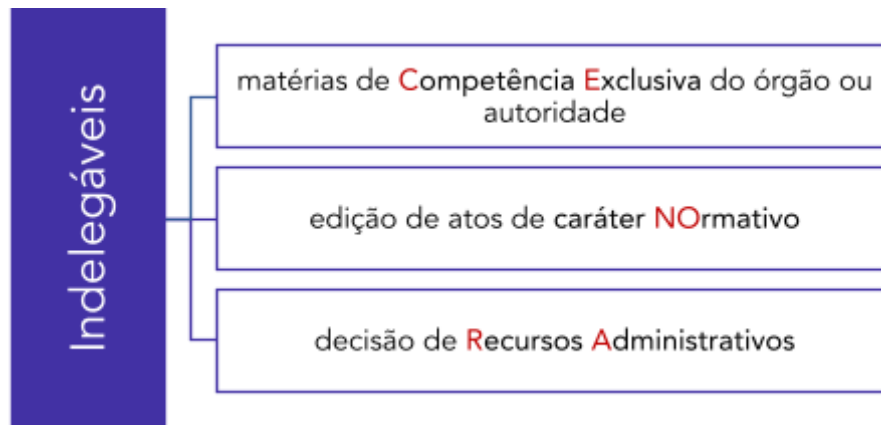 Indelegáveis
matérias de Competência Exclusiva do órgão ou
autoridade
edição de atos de caráter NOrmativo
decisão de Recursos Administrativos